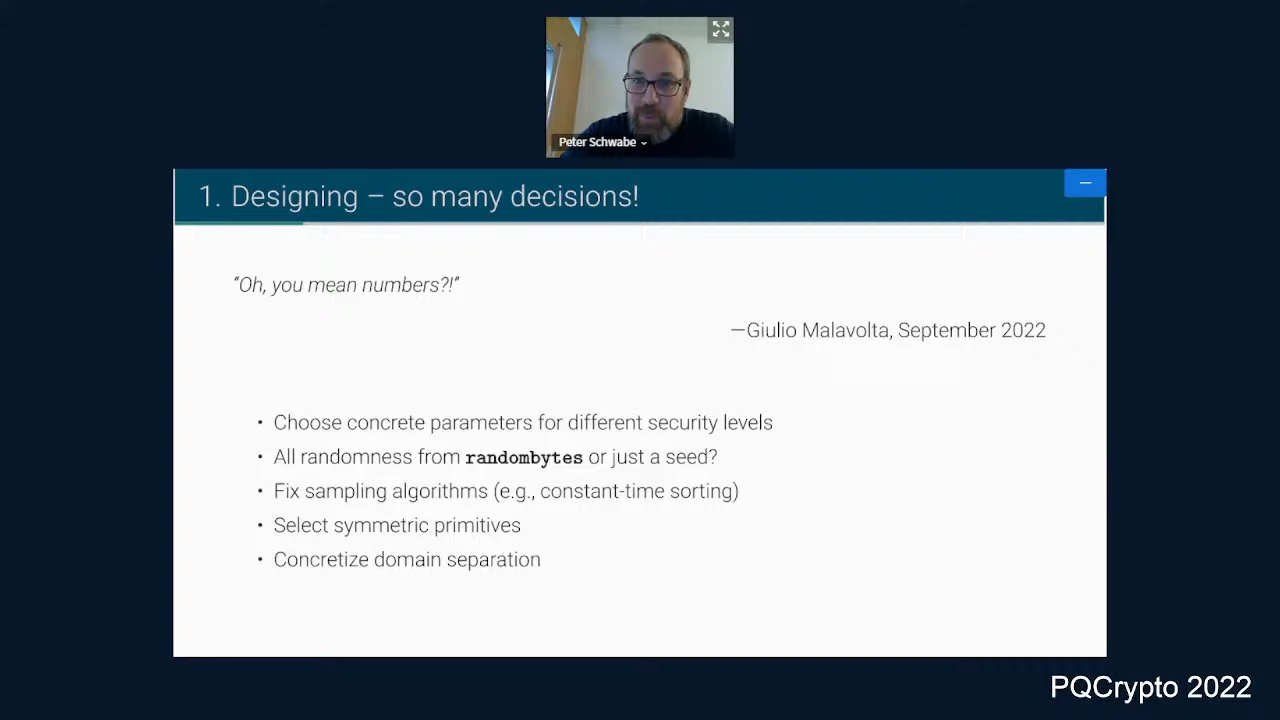 Peter Schwabe
1. Designing – so many decisions!
“Oh, you mean numbers?!”
—Giulio Malavolta, September 2022
• Choose concrete parameters for different security levels
• All randomness from randombytes or just a seed?
• Fix sampling algorithms (e.g., constant-time sorting)
• Select symmetric primitives
• Concretize domain separation
PQCrypto 2022